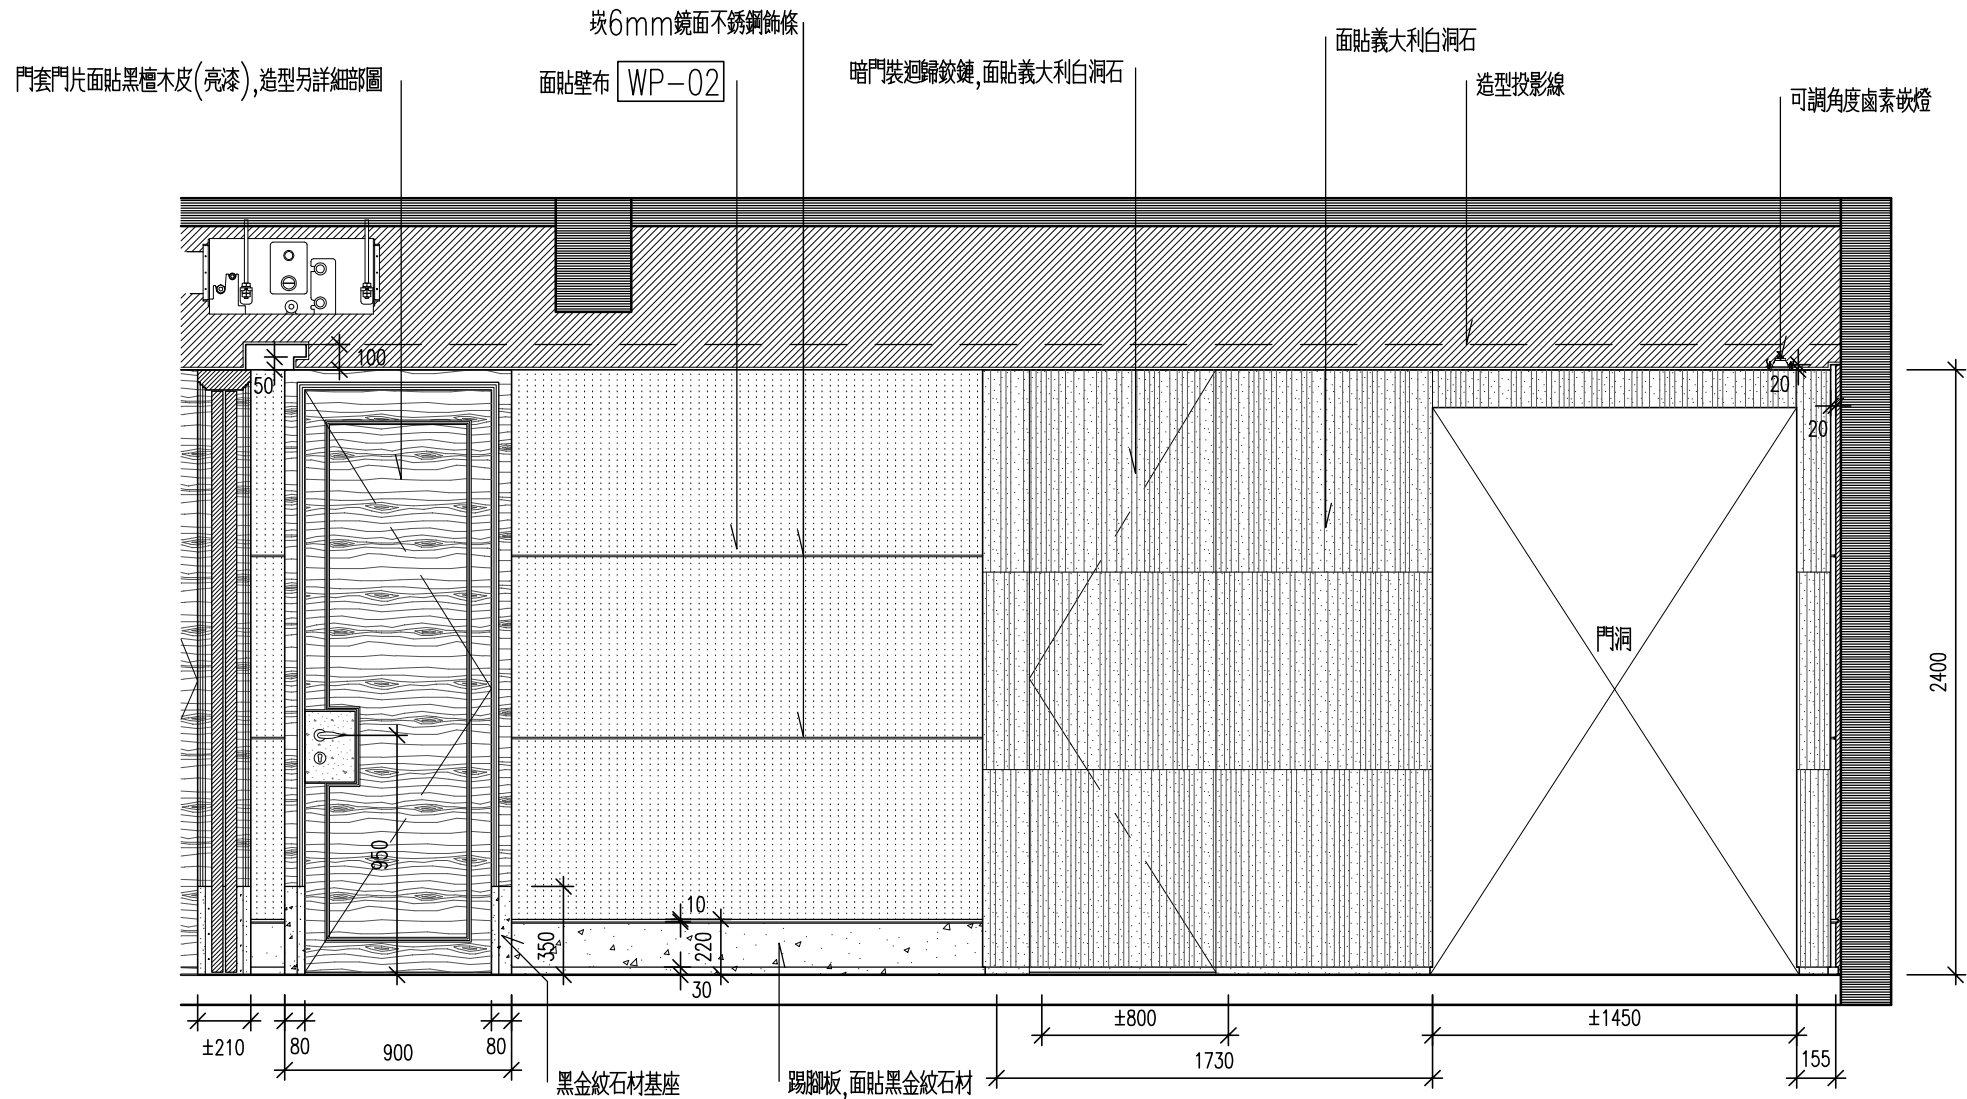 崁6mm鏡面不銹鋼飾條
面貼義大利白洞石
門套門片面貼黑檀木皮(亮漆),造型另詳細部圖
面貼壁布 WP-02
暗門裝迴歸鉸鏈,面貼義大利白洞石
造型投影線
可調角度鹵素嵌燈
100
50
20
20
門洞
2400
950
10
350
220
30
±210
80
900
80
±800
1730
±1450
155
黑金紋石材基座
踢腳板,面貼黑金紋石材